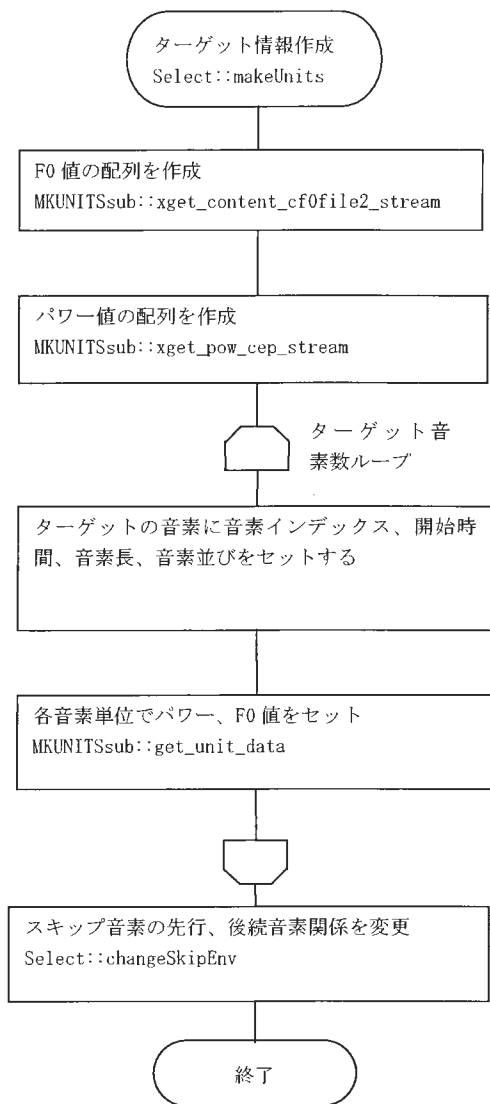 ターゲット情報作成
Select::makeUnits
F0 値の配列を作成
MKUNITSsub::xget_content_cf0file2_stream
パワー値の配列を作成
MKUNITSsub::xget_pow_cep_stream
ターゲット音
素数ループ
ターゲットの音素に音素インデックス、開始時
間、音素長、音素並びをセットする
各音素単位でパワー、F0 値をセット
MKUNITSsub::get_unit_data
スキップ音素の先行、後続音素関係を変更
Select::changeSkipEnv
終了